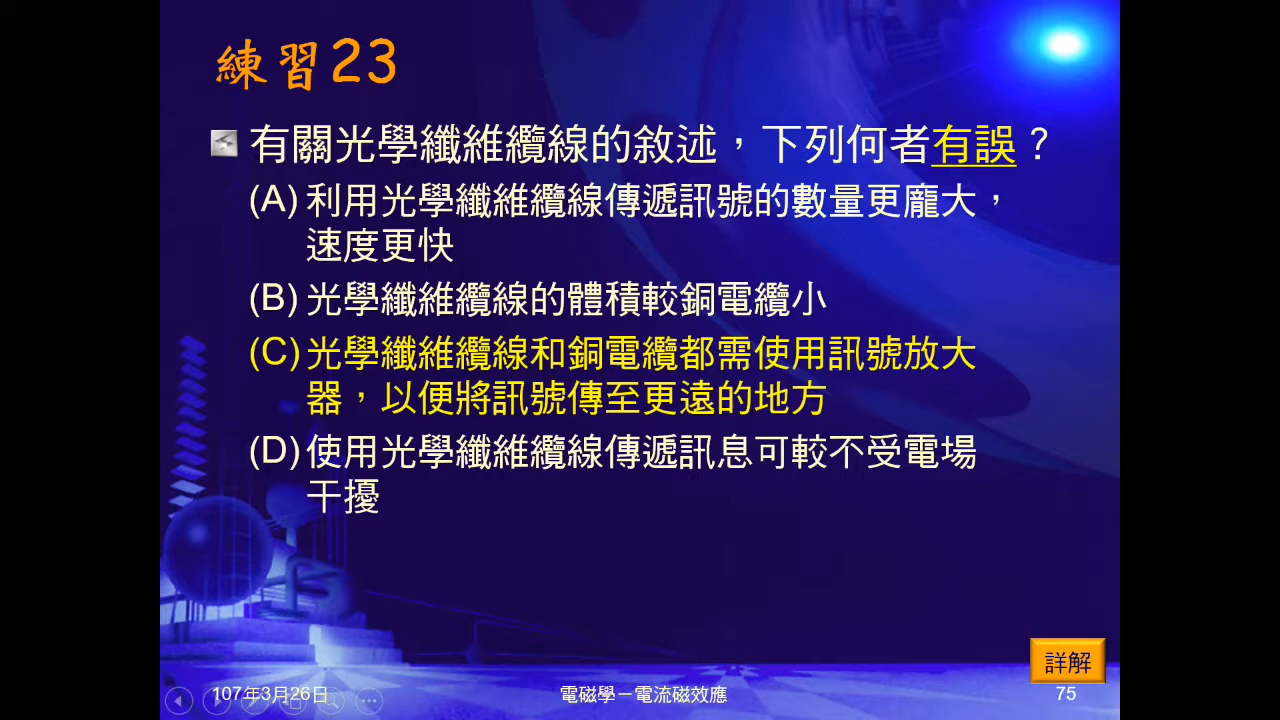 練習23
有關光學纖維纜線的敘述，下列何者有誤？
(A) 利用光學纖維纜線傳遞訊號的數量更龐大，
速度更快
(B) 光學纖維纜線的體積較銅電纜小
(C) 光學纖維纜線和銅電纜都需使用訊號放大
器，以便將訊號傳至更遠的地方
(D) 使用光學纖維纜線傳遞訊息可較不受電場
干擾
詳解
107年3月26日
電磁學－電流磁效應
75